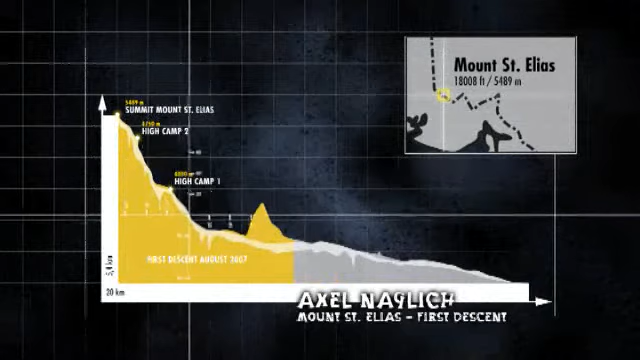 Mount St. Elias
18008 ft / 5489 m
5489 m
SUMMIT MOUNT ST. ELIAS
HIGH CAMP 2
HIGH CAMP 1
FIRST DESCENT AUGUST 2007
30 km
AXEL NAGLICH
MOUNT ST. ELIAS - FIRST DESCENT